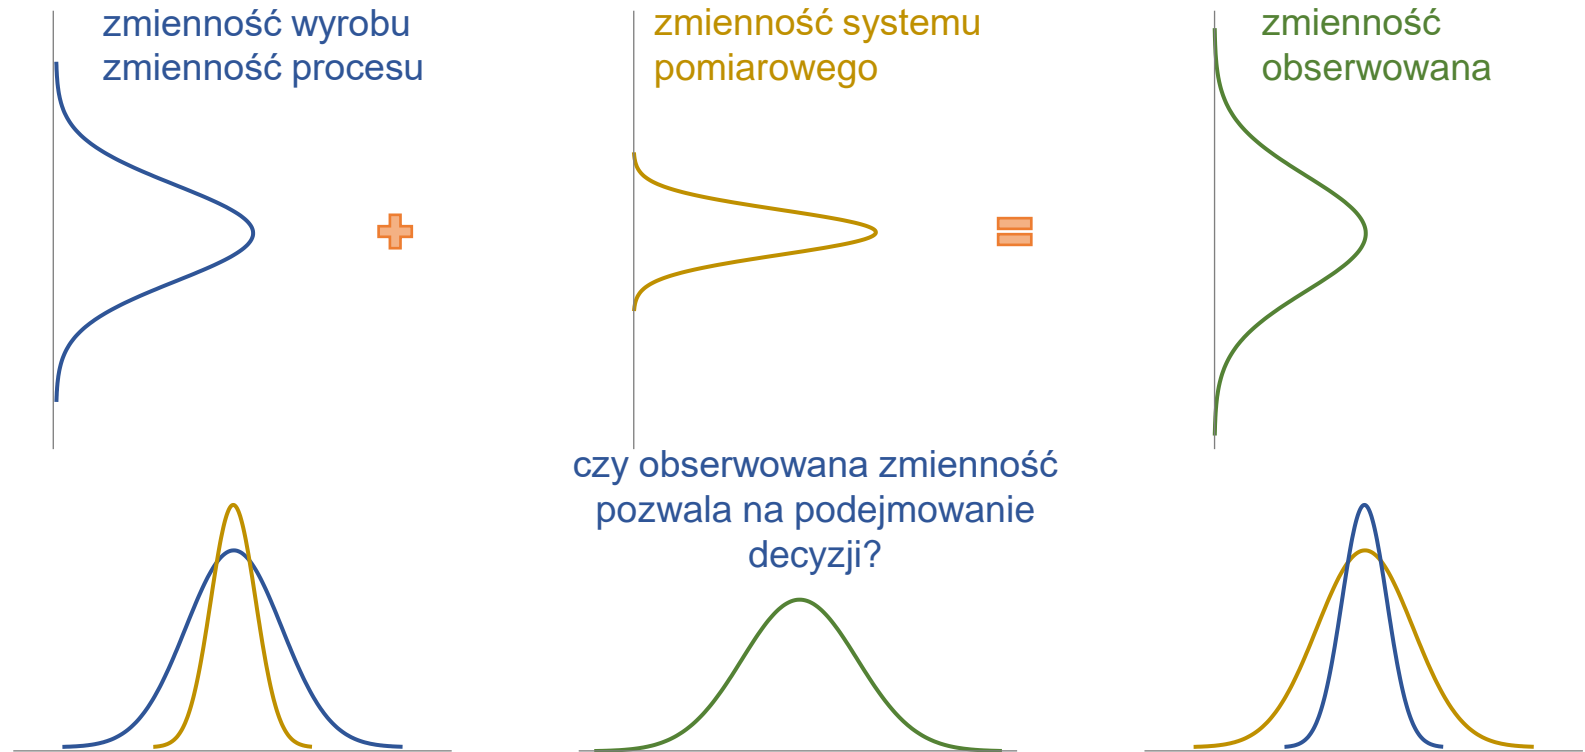 zmienność wyrobu
zmienność procesu
zmienność systemu
pomiarowego
zmienność
obserwowana
czy obserwowana zmienność
pozwala na podejmowanie
decyzji?